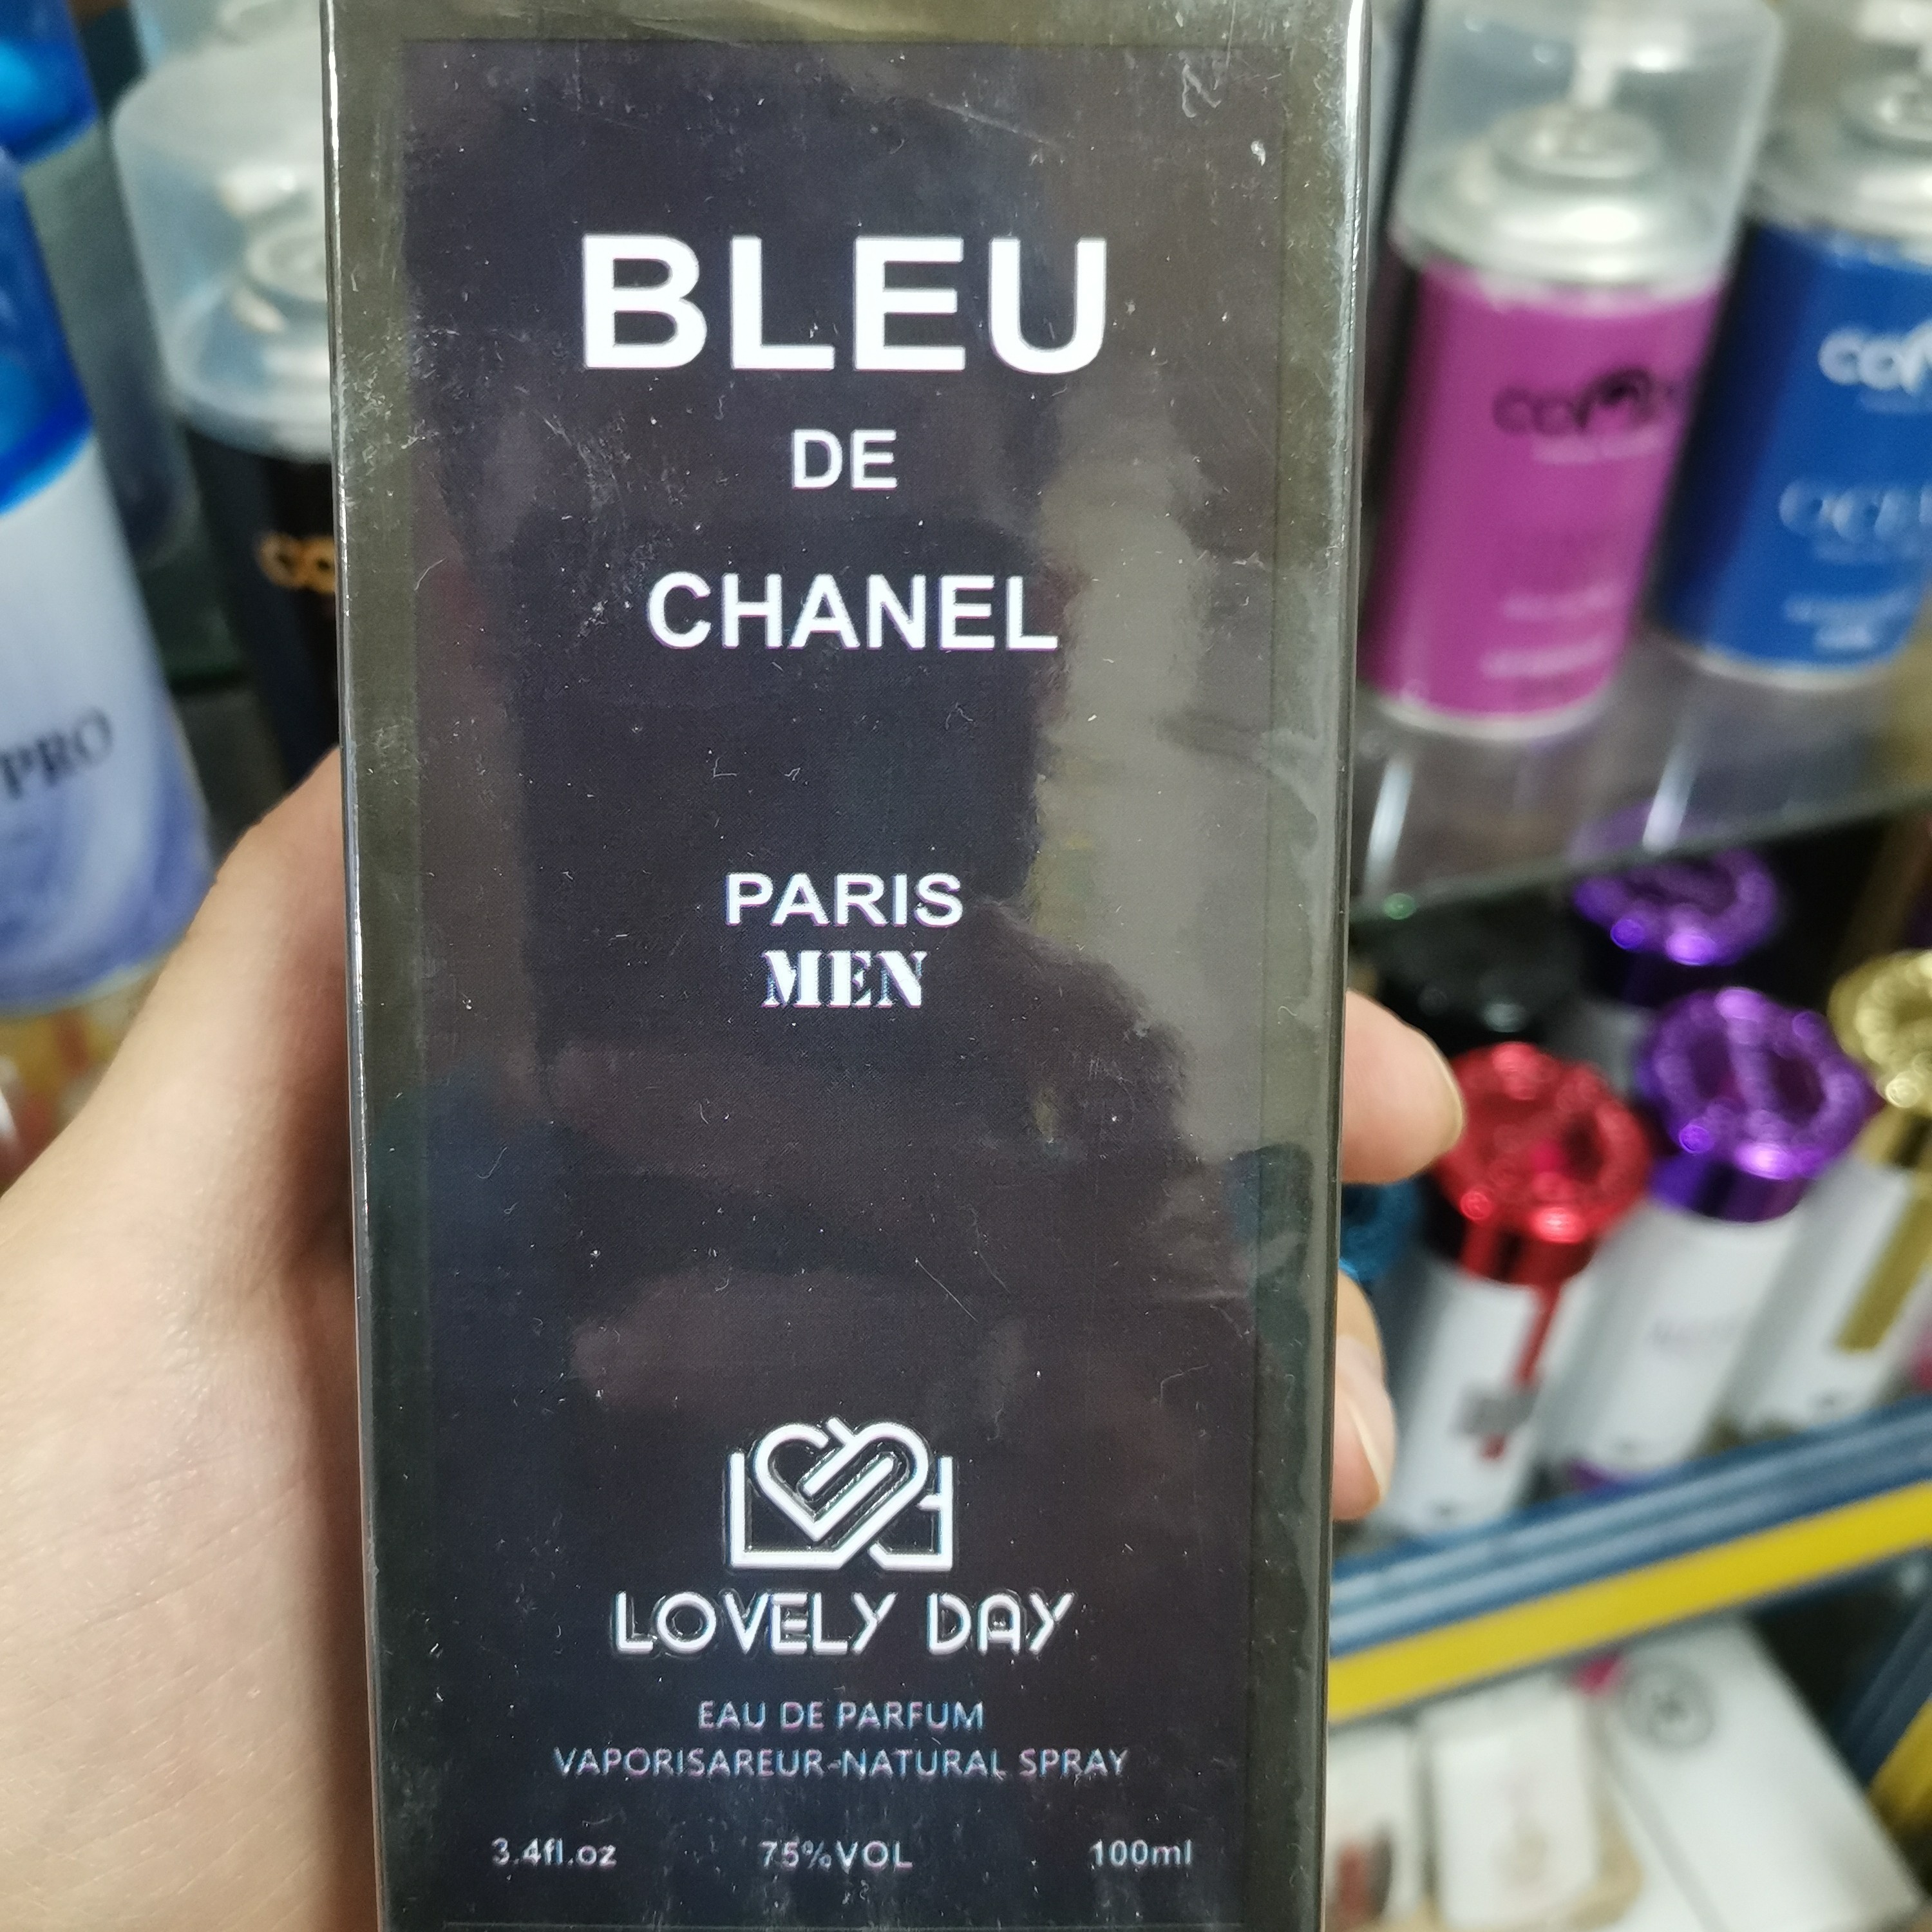 BLEU
DE
CHANEL
PARIS
MEN
LOVELY DAY
EAU DE PARFUM
VAPORISAREUR-NATURAL SPRAY
3.4fl.oz 75%VOL 100ml
PRO